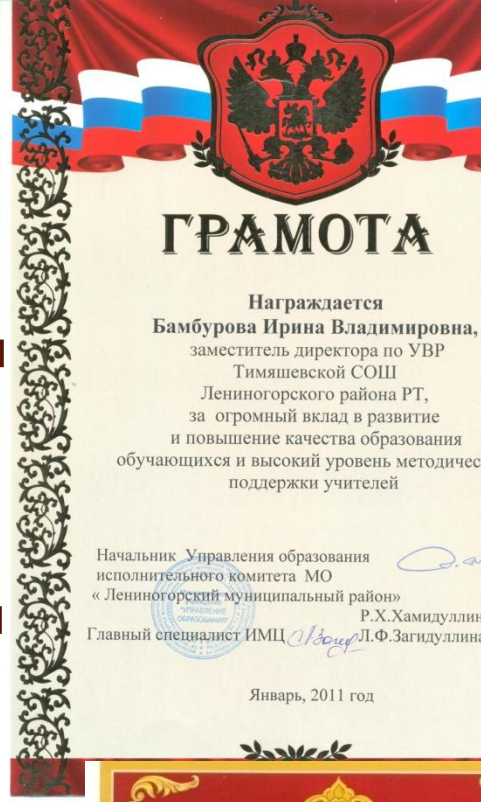 ГРАМОТА
Награждается
Бамбурова Ирина Владимировна,
заместитель директора по УВР
Тимяшевской СОШ
Лениногорского района РТ,
за огромный вклад в развитие
и повышение качества образования
обучающихся и высокий уровень методичес
поддержки учителей
Начальник Управления образования
исполнительного комитета МО
« Лениногорский муниципальный район»
Р.Х.Хамидуллин
Главный специалист ИМЦ Л.Ф.Загидуллина
"УПРАВЛЕНИЕ
ОБРАЗОВАНИЯ"
Январь, 2011 год